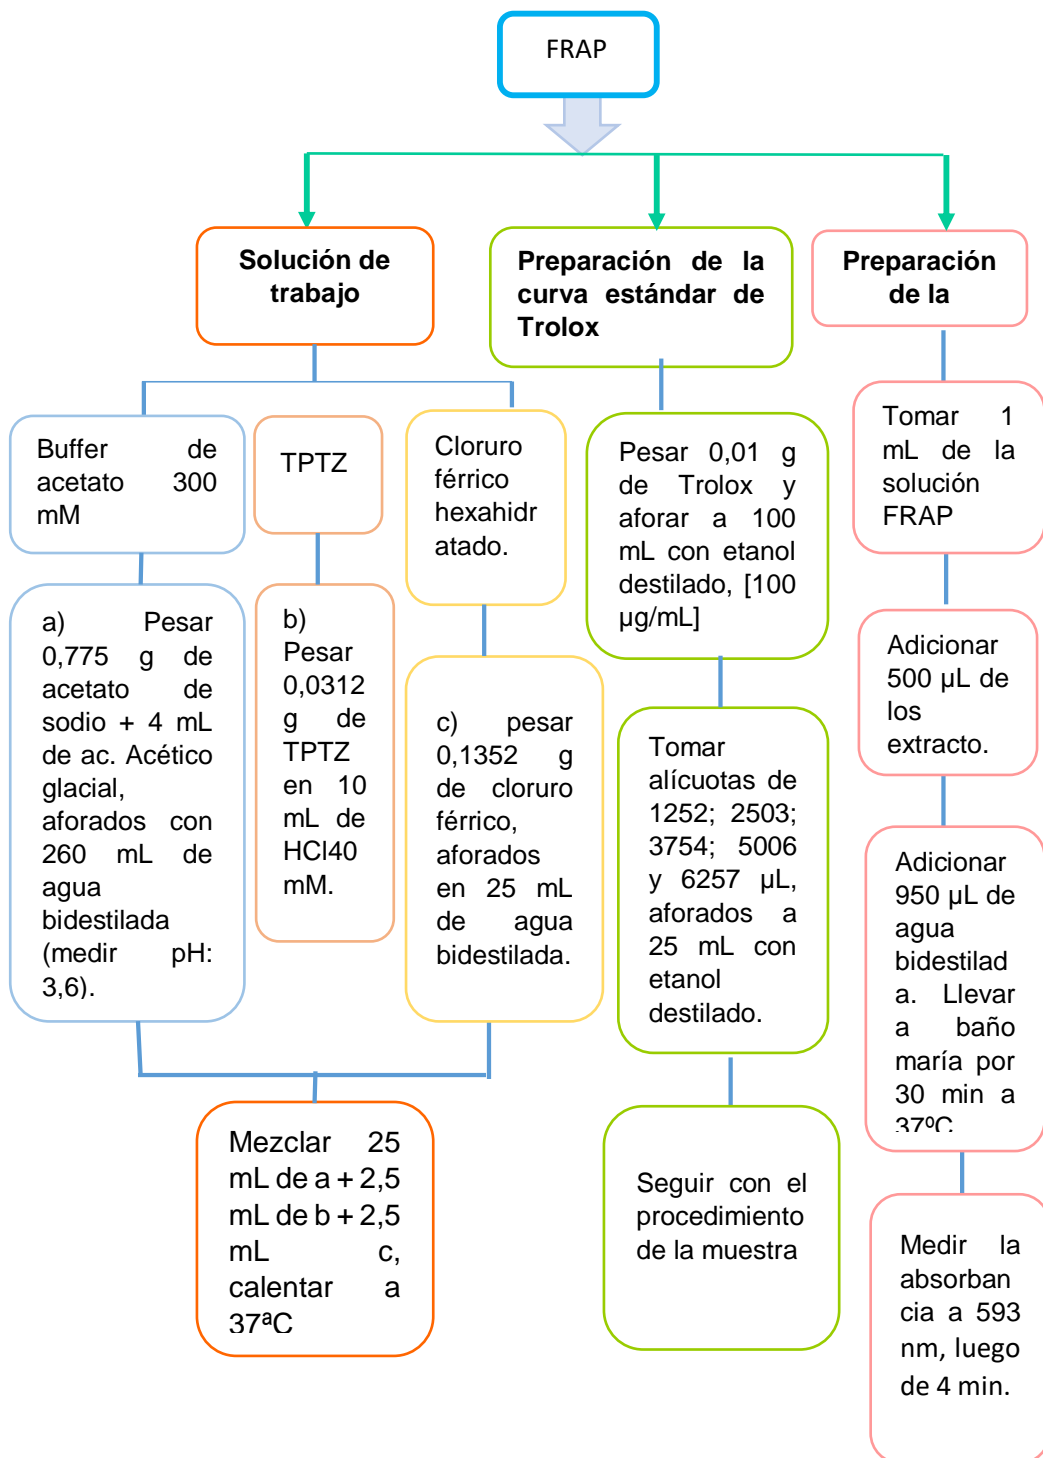 FRAP
Solución de
trabajo
Preparación de la
curva estándar de
Trolox
Preparación
de la
Buffer de
acetato 300
mM
TPTZ
Cloruro
férrico
hexahidr
atado.
Pesar 0,01 g
de Trolox y
aforar a 100
mL con etanol
destilado, [100
µg/mL]
Tomar 1
mL de la
solución
FRAP
a) Pesar
0,775 g de
acetato de
sodio + 4 mL
de ac. Acético
glacial,
aforados con
260 mL de
agua
bidestilada
(medir pH:
3,6).
b)
Pesar
0,0312
g de
TPTZ
en 10
mL de
HCl40
mM.
c) pesar
0,1352 g
de cloruro
férrico,
aforados
en 25 mL
de agua
bidestilada.
Tomar
alícuotas de
1252; 2503;
3754; 5006
y 6257 µL,
aforados a
25 mL con
etanol
destilado.
Adicionar
500 µL de
los
extracto.
Adicionar
950 µL de
agua
bidestilad
a. Llevar
a baño
maría por
30 min a
37ºC
Mezclar 25
mL de a + 2,5
mL de b + 2,5
mL c,
calentar a
37ªC
Seguir con el
procedimiento
de la muestra
Medir la
absorban
cia a 593
nm, luego
de 4 min.